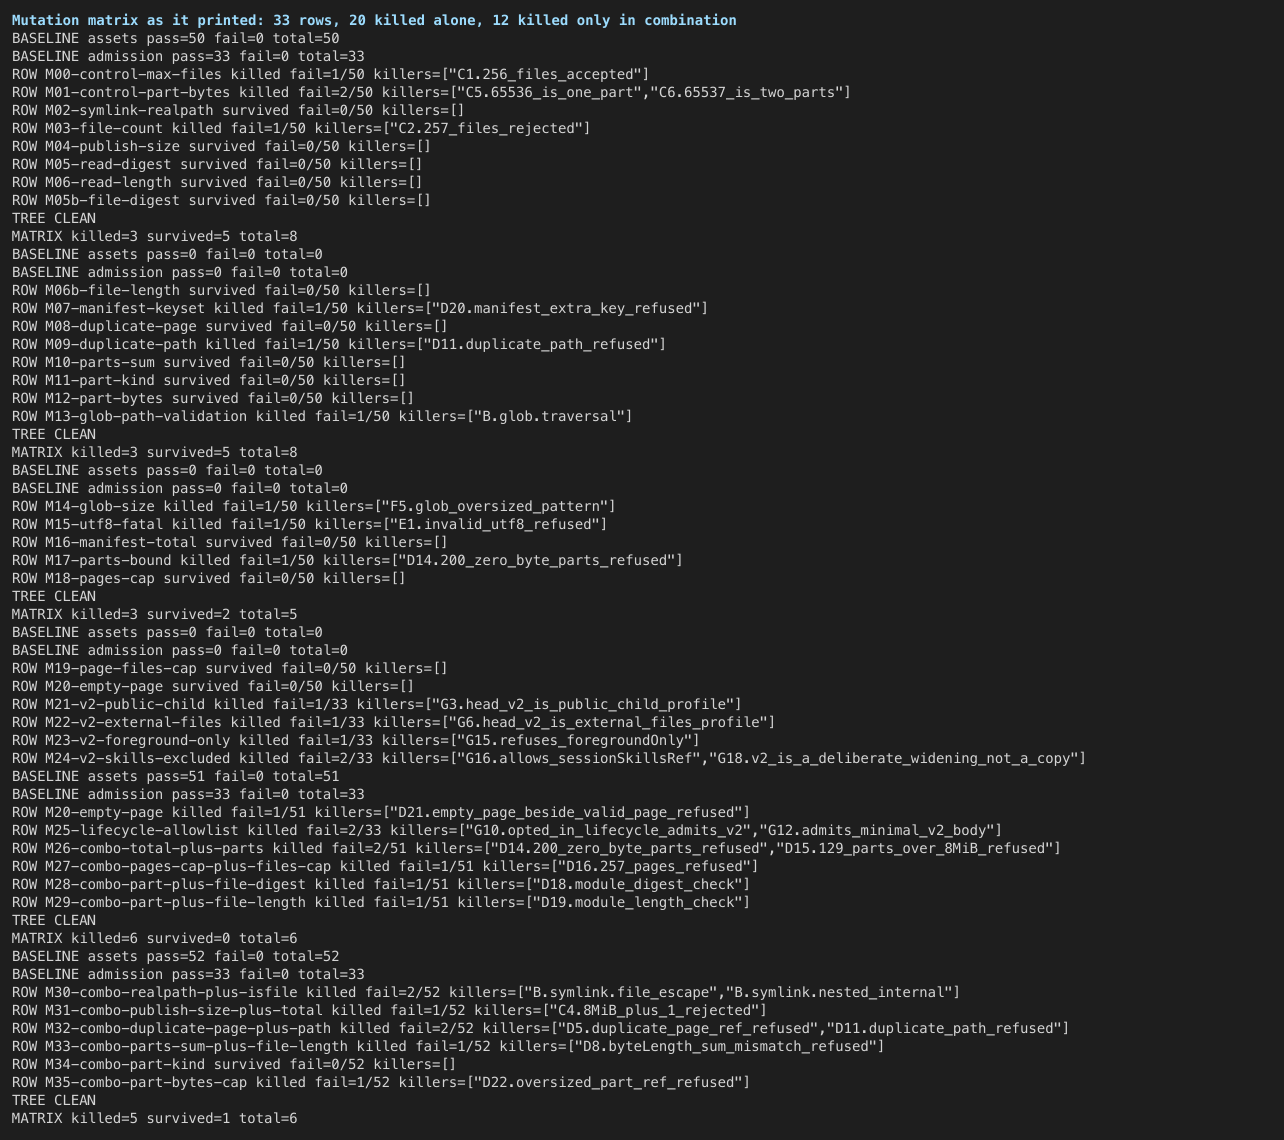 Mutation matrix as it printed: 33 rows, 20 killed alone, 12 killed only in combination
BASELINE assets pass=50 fail=0 total=50
BASELINE admission pass=33 fail=0 total=33
ROW M00-control-max-files killed fail=1/50 killers=["C1.256_files_accepted"]
ROW M01-control-part-bytes killed fail=2/50 killers=["C5.65536_is_one_part","C6.65537_is_two_parts"]
ROW M02-symlink-realpath survived fail=0/50 killers=[]
ROW M03-file-count killed fail=1/50 killers=["C2.257_files_rejected"]
ROW M04-publish-size survived fail=0/50 killers=[]
ROW M05-read-digest survived fail=0/50 killers=[]
ROW M06-read-length survived fail=0/50 killers=[]
ROW M05b-file-digest survived fail=0/50 killers=[]
TREE CLEAN
MATRIX killed=3 survived=5 total=8
BASELINE assets pass=0 fail=0 total=0
BASELINE admission pass=0 fail=0 total=0
ROW M06b-file-length survived fail=0/50 killers=[]
ROW M07-manifest-keyset killed fail=1/50 killers=["D20.manifest_extra_key_refused"]
ROW M08-duplicate-page survived fail=0/50 killers=[]
ROW M09-duplicate-path killed fail=1/50 killers=["D11.duplicate_path_refused"]
ROW M10-parts-sum survived fail=0/50 killers=[]
ROW M11-part-kind survived fail=0/50 killers=[]
ROW M12-part-bytes survived fail=0/50 killers=[]
ROW M13-glob-path-validation killed fail=1/50 killers=["B.glob.traversal"]
TREE CLEAN
MATRIX killed=3 survived=5 total=8
BASELINE assets pass=0 fail=0 total=0
BASELINE admission pass=0 fail=0 total=0
ROW M14-glob-size killed fail=1/50 killers=["F5.glob_oversized_pattern"]
ROW M15-utf8-fatal killed fail=1/50 killers=["E1.invalid_utf8_refused"]
ROW M16-manifest-total survived fail=0/50 killers=[]
ROW M17-parts-bound killed fail=1/50 killers=["D14.200_zero_byte_parts_refused"]
ROW M18-pages-cap survived fail=0/50 killers=[]
TREE CLEAN
MATRIX killed=3 survived=2 total=5
BASELINE assets pass=0 fail=0 total=0
BASELINE admission pass=0 fail=0 total=0
ROW M19-page-files-cap survived fail=0/50 killers=[]
ROW M20-empty-page survived fail=0/50 killers=[]
ROW M21-v2-public-child killed fail=1/33 killers=["G3.head_v2_is_public_child_profile"]
ROW M22-v2-external-files killed fail=1/33 killers=["G6.head_v2_is_external_files_profile"]
ROW M23-v2-foreground-only killed fail=1/33 killers=["G15.refuses_foregroundOnly"]
ROW M24-v2-skills-excluded killed fail=2/33 killers=["G16.allows_sessionSkillsRef","G18.v2_is_a_deliberate_widening_not_a_copy"]
BASELINE assets pass=51 fail=0 total=51
BASELINE admission pass=33 fail=0 total=33
ROW M20-empty-page killed fail=1/51 killers=["D21.empty_page_beside_valid_page_refused"]
ROW M25-lifecycle-allowlist killed fail=2/33 killers=["G10.opted_in_lifecycle_admits_v2","G12.admits_minimal_v2_body"]
ROW M26-combo-total-plus-parts killed fail=2/51 killers=["D14.200_zero_byte_parts_refused","D15.129_parts_over_8MiB_refused"]
ROW M27-combo-pages-cap-plus-files-cap killed fail=1/51 killers=["D16.257_pages_refused"]
ROW M28-combo-part-plus-file-digest killed fail=1/51 killers=["D18.module_digest_check"]
ROW M29-combo-part-plus-file-length killed fail=1/51 killers=["D19.module_length_check"]
TREE CLEAN
MATRIX killed=6 survived=0 total=6
BASELINE assets pass=52 fail=0 total=52
BASELINE admission pass=33 fail=0 total=33
ROW M30-combo-realpath-plus-isfile killed fail=2/52 killers=["B.symlink.file_escape","B.symlink.nested_internal"]
ROW M31-combo-publish-size-plus-total killed fail=1/52 killers=["C4.8MiB_plus_1_rejected"]
ROW M32-combo-duplicate-page-plus-path killed fail=2/52 killers=["D5.duplicate_page_ref_refused","D11.duplicate_path_refused"]
ROW M33-combo-parts-sum-plus-file-length killed fail=1/52 killers=["D8.byteLength_sum_mismatch_refused"]
ROW M34-combo-part-kind survived fail=0/52 killers=[]
ROW M35-combo-part-bytes-cap killed fail=1/52 killers=["D22.oversized_part_ref_refused"]
TREE CLEAN
MATRIX killed=5 survived=1 total=6